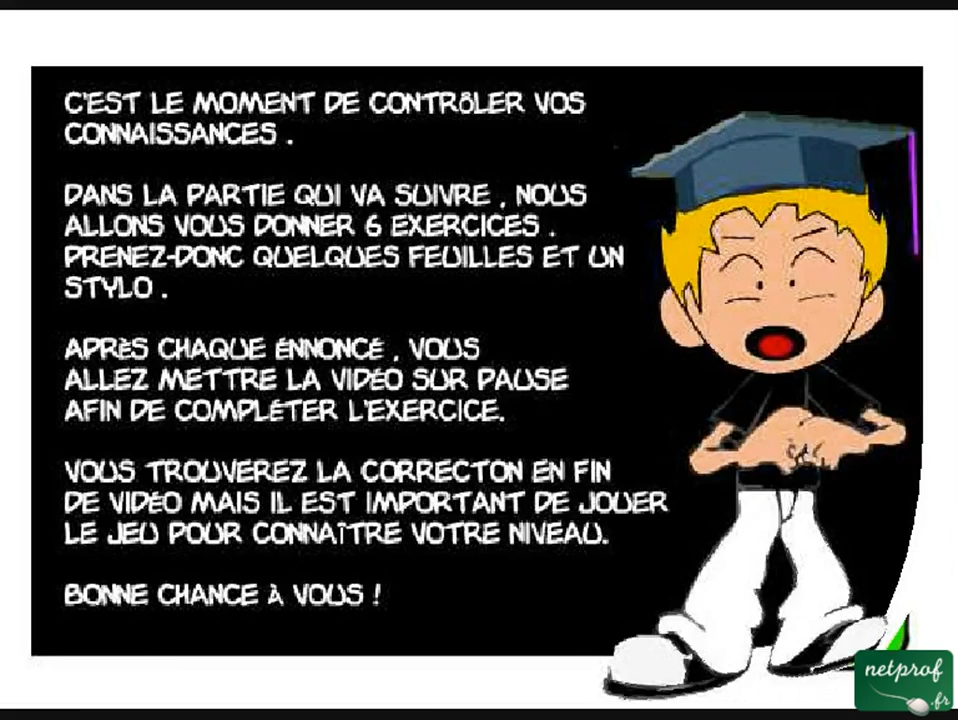 C'EST LE MOMENT DE CONTRÔLER VOS
CONNAISSANCES .
DANS LA PARTIE QUI VA SUIVRE , NOUS
ALLONS VOUS DONNER 6 EXERCICES .
PRENEZ-DONC QUELQUES FEUILLES ET UN
STYLO .
APRÈS CHAQUE ÉNNONCÉ , VOUS
ALLEZ METTRE LA VIDÉO SUR PAUSE
AFIN DE COMPLÉTER L'EXERCICE.
VOUS TROUVEREZ LA CORRECTON EN FIN
DE VIDÉO MAIS IL EST IMPORTANT DE JOUER
LE JEU POUR CONNAÎTRE VOTRE NIVEAU.
BONNE CHANCE À VOUS !
netprof
.fr